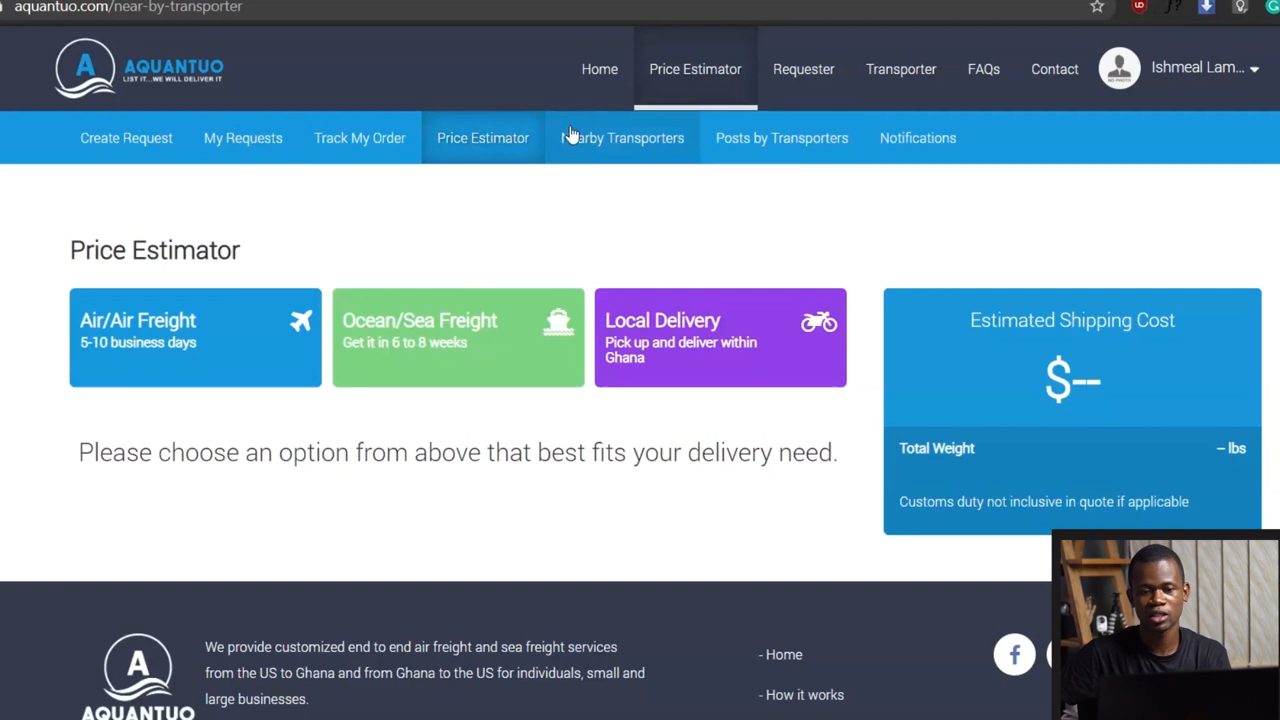 aquantuo.com/near-by-transporter
A
AQUANTUO
LIST IT...WE WILL DELIVER IT
Home
Price Estimator
Requester
Transporter
FAQs
Contact
NO PHOTO
Ishmeal Lam...
Create Request
My Requests
Track My Order
Price Estimator
Nearby Transporters
Posts by Transporters
Notifications
Price Estimator
Air/Air Freight
5-10 business days
Ocean/Sea Freight
Get it in 6 to 8 weeks
Local Delivery
Pick up and deliver within
Ghana
Estimated Shipping Cost
$--
Total Weight
-- lbs
Customs duty not inclusive in quote if applicable
Please choose an option from above that best fits your delivery need.
A
AQUANTUO
We provide customized end to end air freight and sea freight services
from the US to Ghana and from Ghana to the US for individuals, small and
large businesses.
- Home
- How it works